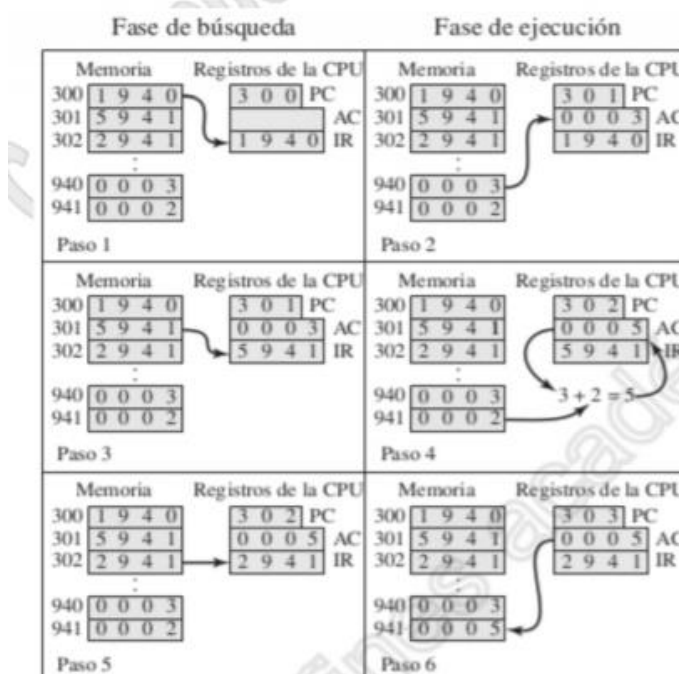 Fase de búsqueda Fase de ejecución
Memoria Registros de la CPU
300 1 9 4 0 3 0 0 PC
301 5 9 4 1 AC
302 2 9 4 1 1 9 4 0 IR
940 0 0 0 3
941 0 0 0 2
Paso 1
Memoria Registros de la CPU
300 1 9 4 0 3 0 1 PC
301 5 9 4 1 0 0 0 3 AC
302 2 9 4 1 1 9 4 0 IR
940 0 0 0 3
941 0 0 0 2
Paso 2
Memoria Registros de la CPU
300 1 9 4 0 3 0 1 PC
301 5 9 4 1 0 0 0 3 AC
302 2 9 4 1 5 9 4 1 IR
940 0 0 0 3
941 0 0 0 2
Paso 3
Memoria Registros de la CPU
300 1 9 4 0 3 0 2 PC
301 5 9 4 1 0 0 0 5 AC
302 2 9 4 1 5 9 4 1 IR
940 0 0 0 3 3 + 2 = 5
941 0 0 0 2
Paso 4
Memoria Registros de la CPU
300 1 9 4 0 3 0 2 PC
301 5 9 4 1 0 0 0 5 AC
302 2 9 4 1 2 9 4 1 IR
940 0 0 0 3
941 0 0 0 2
Paso 5
Memoria Registros de la CPU
300 1 9 4 0 3 0 3 PC
301 5 9 4 1 0 0 0 5 AC
302 2 9 4 1 2 9 4 1 IR
940 0 0 0 3
941 0 0 0 5
Paso 6
fines acade